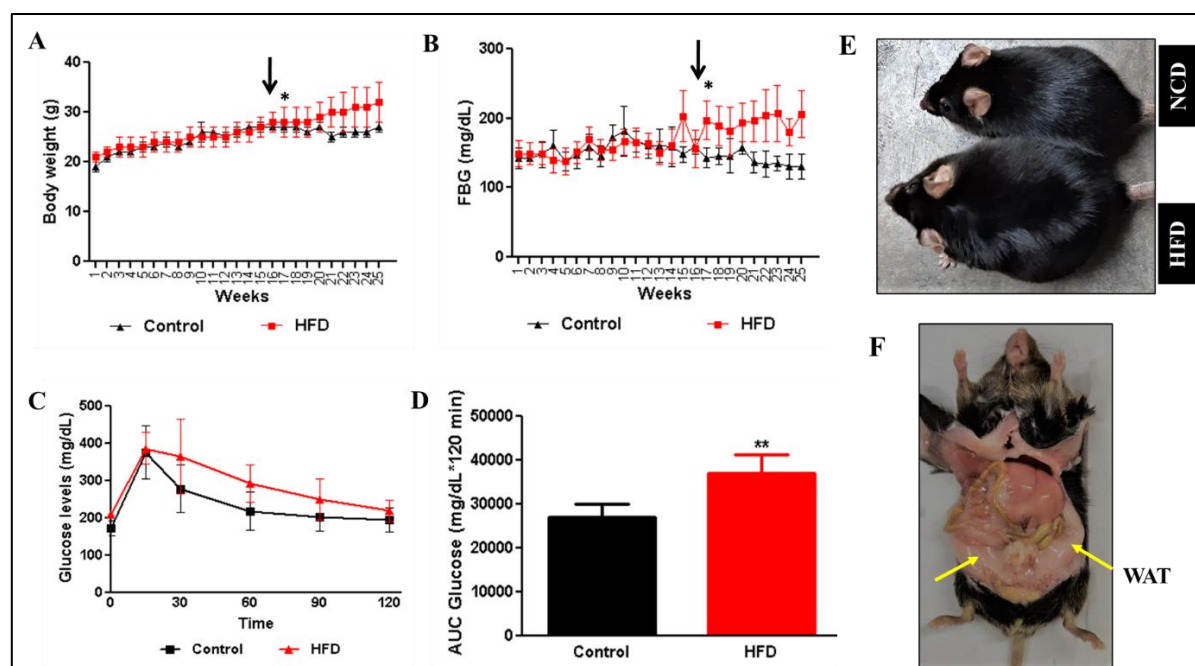 A
Body weight (g)
40
30
20
10
0
*
1 2 3 4 5 6 7 8 9 10 11 12 13 14 15 16 17 18 19 20 21 22 23 24 25
Weeks
Control HFD
B
FBG (mg/dL)
300
200
100
0
*
1 2 3 4 5 6 7 8 9 10 11 12 13 14 15 16 17 18 19 20 21 22 23 24 25
Weeks
Control HFD
E
NCD
HFD
C
Glucose levels (mg/dL)
500
400
300
200
100
0
0 30 60 90 120
Time
Control HFD
D
AUC Glucose (mg/dL*120 min)
50000
40000
30000
20000
10000
0
**
Control HFD
F
WAT